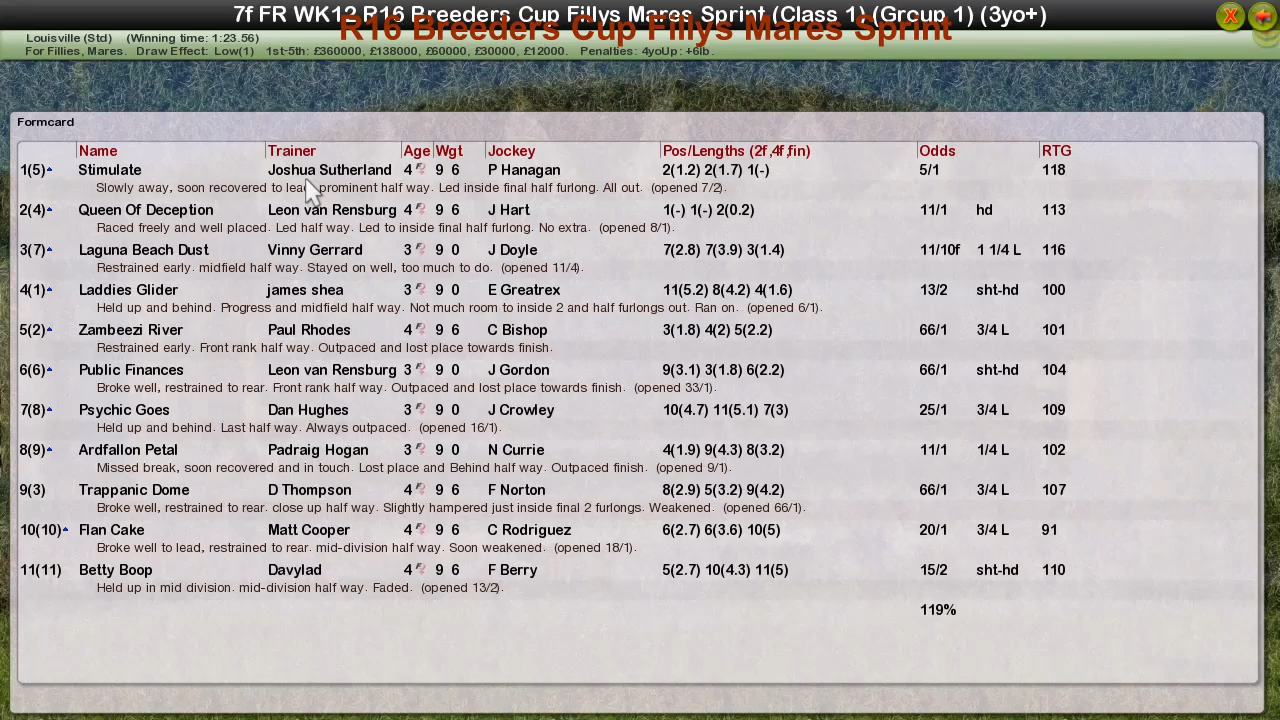 7f FR WK12 R16 Breeders Cup Fillys Mares Sprint (Class 1) (Group 1) (3yo+)
R16 Breeders Cup Fillys Mares Sprint
Louisville (Std) (Winning time: 1:23.56)
For Fillies, Mares. Draw Effect: Low(1) 1st-5th: £360000, £138000, £60000, £30000, £12000. Penalties: 4yoUp: +6lb.
Formcard
Name Trainer Age Wgt Jockey Pos/Lengths (2f,4f,fin) Odds RTG
1(5) Stimulate Joshua Sutherland 4 9 6 P Hanagan 2(1.2) 2(1.7) 1(-) 5/1 118
Slowly away, soon recovered to lead, prominent half way. Led inside final half furlong. All out. (opened 7/2).
2(4) Queen Of Deception Leon van Rensburg 4 9 6 J Hart 1(-) 1(-) 2(0.2) 11/1 hd 113
Raced freely and well placed. Led half way. Led to inside final half furlong. No extra. (opened 8/1).
3(7) Laguna Beach Dust Vinny Gerrard 3 9 0 J Doyle 7(2.8) 7(3.9) 3(1.4) 11/10f 1 1/4 L 116
Restrained early. midfield half way. Stayed on well, too much to do. (opened 11/4).
4(1) Laddies Glider james shea 3 9 0 E Greatrex 11(5.2) 8(4.2) 4(1.6) 13/2 sht-hd 100
Held up and behind. Progress and midfield half way. Not much room to inside 2 and half furlongs out. Ran on. (opened 6/1).
5(2) Zambeezi River Paul Rhodes 4 9 6 C Bishop 3(1.8) 4(2) 5(2.2) 66/1 3/4 L 101
Restrained early. Front rank half way. Outpaced and lost place towards finish.
6(6) Public Finances Leon van Rensburg 3 9 0 J Gordon 9(3.1) 3(1.8) 6(2.2) 66/1 sht-hd 104
Broke well, restrained to rear. Front rank half way. Outpaced and lost place towards finish. (opened 33/1).
7(8) Psychic Goes Dan Hughes 3 9 0 J Crowley 10(4.7) 11(5.1) 7(3) 25/1 3/4 L 109
Held up and behind. Last half way. Always outpaced. (opened 16/1).
8(9) Ardfallon Petal Padraig Hogan 3 9 0 N Currie 4(1.9) 9(4.3) 8(3.2) 11/1 1/4 L 102
Missed break, soon recovered and in touch. Lost place and Behind half way. Outpaced finish. (opened 9/1).
9(3) Trappanic Dome D Thompson 4 9 6 F Norton 8(2.9) 5(3.2) 9(4.2) 66/1 3/4 L 107
Broke well, restrained to rear. close up half way. Slightly hampered just inside final 2 furlongs. Weakened. (opened 66/1).
10(10) Flan Cake Matt Cooper 4 9 6 C Rodriguez 6(2.7) 6(3.6) 10(5) 20/1 3/4 L 91
Broke well to lead, restrained to rear. mid-division half way. Soon weakened. (opened 18/1).
11(11) Betty Boop Davylad 4 9 6 F Berry 5(2.7) 10(4.3) 11(5) 15/2 sht-hd 110
Held up in mid division. mid-division half way. Faded. (opened 13/2).
119%